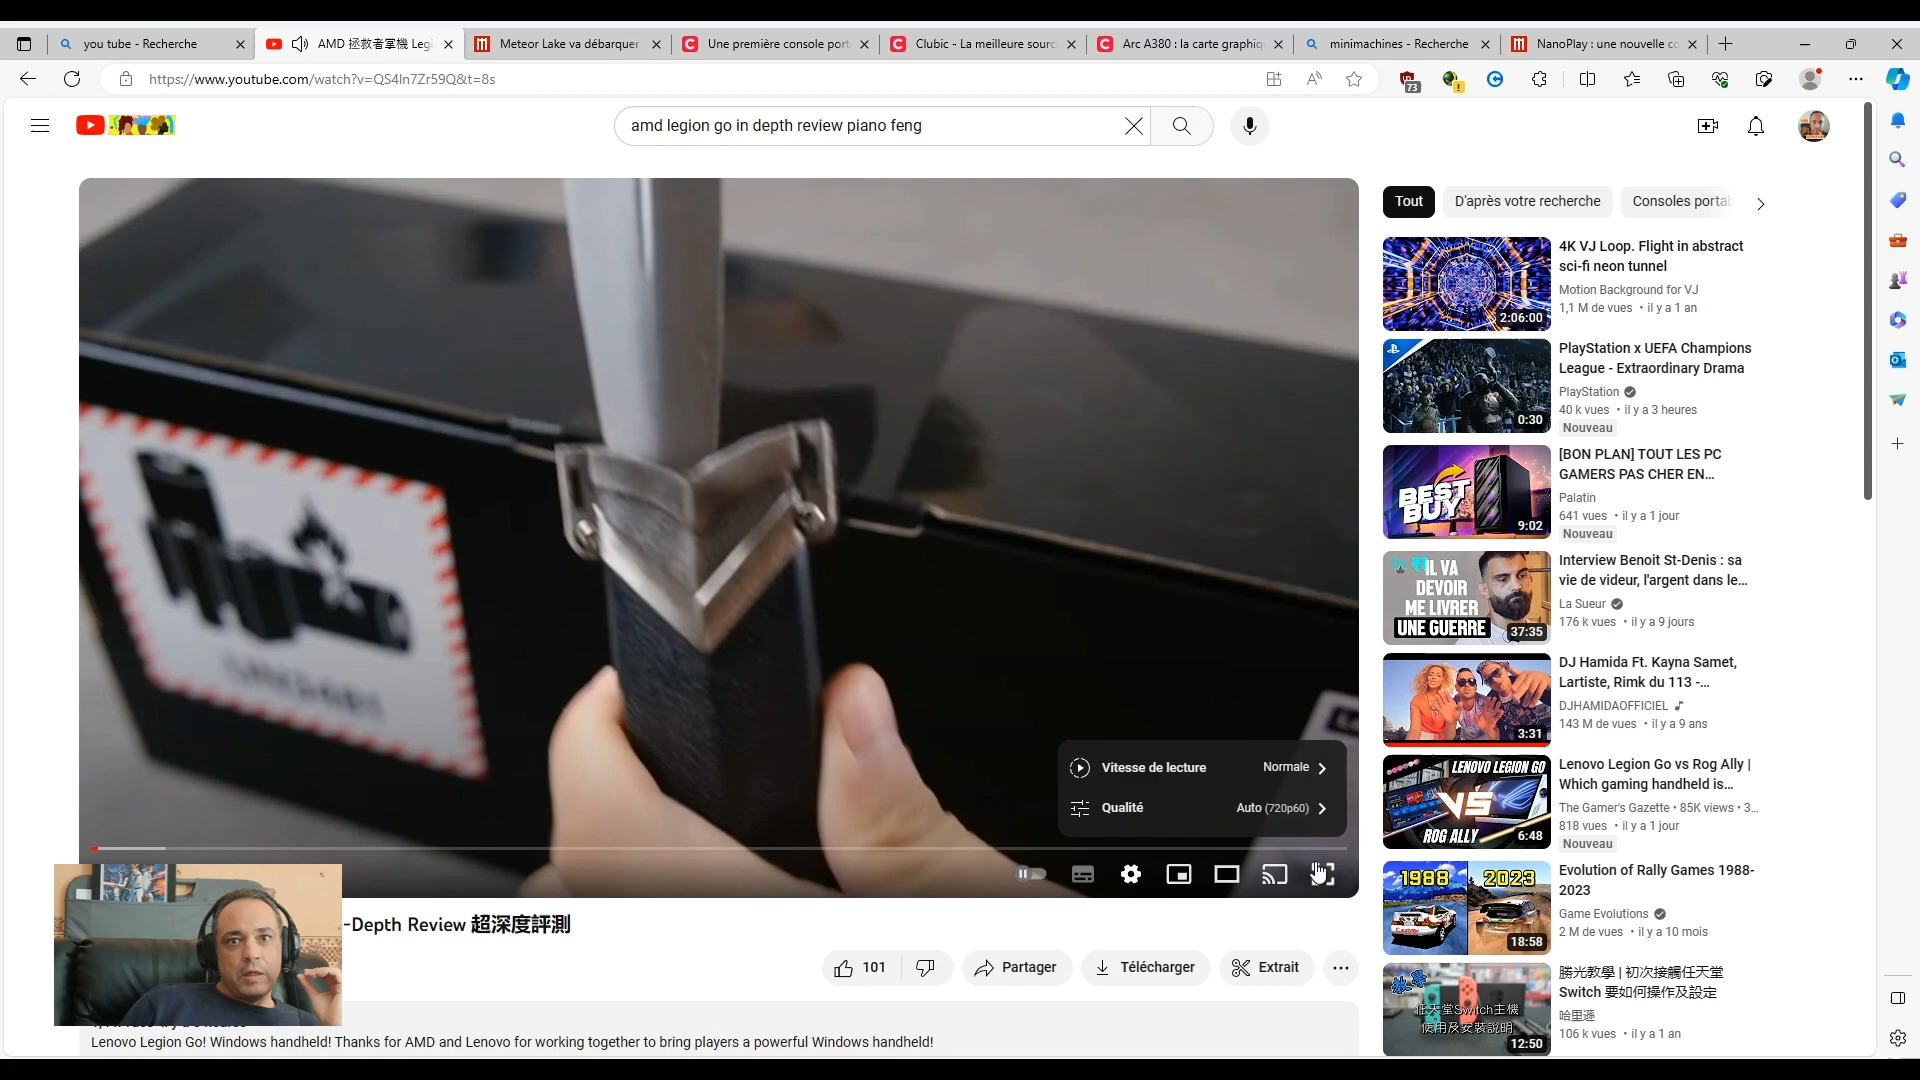 you tube - Recherche
AMD 拯救者掌機 Legi
Meteor Lake va débarquer
Une première console port
Clubic - La meilleure sourc
Arc A380 : la carte graphiq
minimachines - Recherche
NanoPlay : une nouvelle co
https://www.youtube.com/watch?v=QS4In7Zr59Q&t=8s
73
amd legion go in depth review piano feng
Tout
D'après votre recherche
Consoles portab
4K VJ Loop. Flight in abstract
sci-fi neon tunnel
Motion Background for VJ
1,1 M de vues • il y a 1 an
2:06:00
PlayStation x UEFA Champions
League - Extraordinary Drama
PlayStation
40 k vues • il y a 3 heures
Nouveau
0:30
[BON PLAN] TOUT LES PC
GAMERS PAS CHER EN...
Palatin
641 vues • il y a 1 jour
Nouveau
BEST
BUY
9:02
Interview Benoit St-Denis : sa
vie de videur, l'argent dans le...
La Sueur
176 k vues • il y a 9 jours
IL VA
DEVOIR
ME LIVRER
UNE GUERRE
37:35
DJ Hamida Ft. Kayna Samet,
Lartiste, Rimk du 113 -...
DJHAMIDAOFFICIEL
143 M de vues • il y a 9 ans
3:31
Lenovo Legion Go vs Rog Ally |
Which gaming handheld is...
The Gamer's Gazette • 85K views • 3...
818 vues • il y a 1 jour
Nouveau
LENOVO LEGION GO
VS
ROG ALLY
6:48
Evolution of Rally Games 1988-
2023
Game Evolutions
2 M de vues • il y a 10 mois
1988
2023
18:58
勝光教學 | 初次接觸任天堂
Switch 要如何操作及設定
哈里遜
106 k vues • il y a 1 an
教學
任天堂Switch主機
使用及安裝說明
12:50
Vitesse de lecture
Normale
Qualité
Auto (720p60)
-Depth Review 超深度評測
101
Partager
Télécharger
Extrait
Lenovo Legion Go! Windows handheld! Thanks for AMD and Lenovo for working together to bring players a powerful Windows handheld!